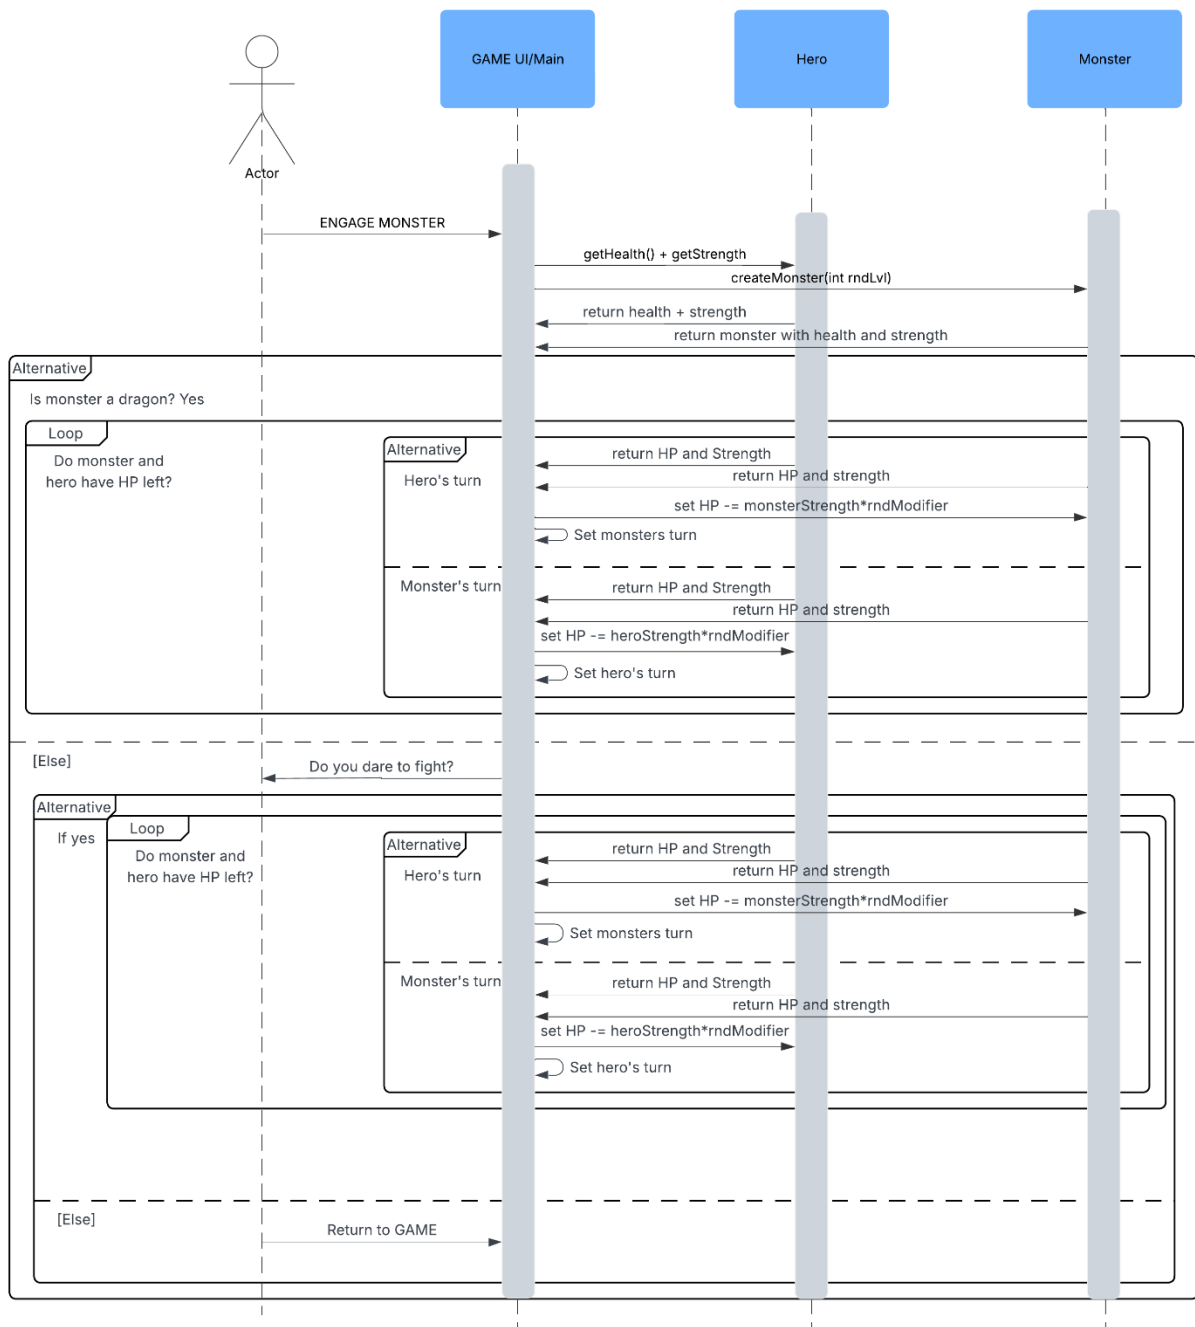 GAME UI/Main
Hero
Monster
Actor
ENGAGE MONSTER
getHealth() + getStrength
createMonster(int rndLvl)
return health + strength
return monster with health and strength
Alternative
Is monster a dragon? Yes
Loop
Do monster and
hero have HP left?
Alternative
Hero's turn
return HP and Strength
return HP and strength
set HP -= monsterStrength*rndModifier
Set monsters turn
Monster's turn
return HP and Strength
return HP and strength
set HP -= heroStrength*rndModifier
Set hero's turn
[Else]
Do you dare to fight?
Alternative
If yes
Loop
Do monster and
hero have HP left?
Alternative
Hero's turn
return HP and Strength
return HP and strength
set HP -= monsterStrength*rndModifier
Set monsters turn
Monster's turn
return HP and Strength
return HP and strength
set HP -= heroStrength*rndModifier
Set hero's turn
[Else]
Return to GAME